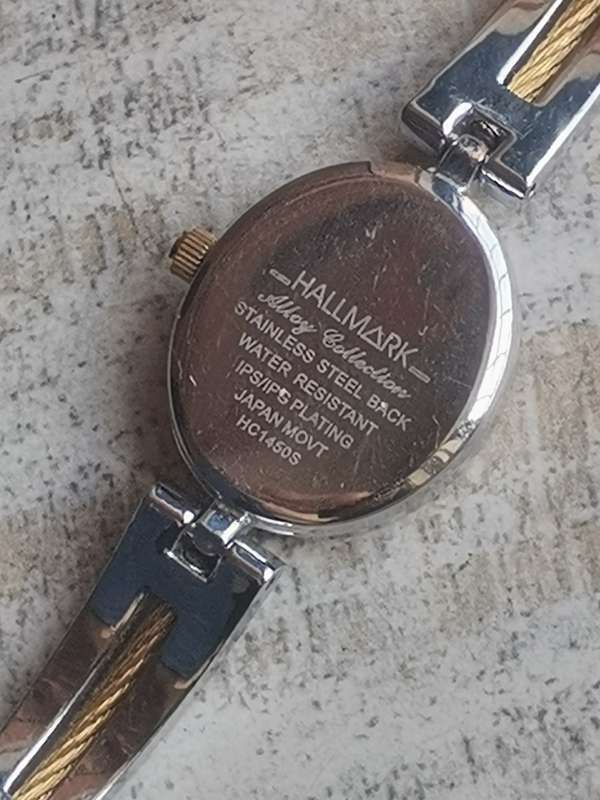 HALLMARK
Alloy Collection
STAINLESS STEEL BACK
WATER RESISTANT
IPS/IPG PLATING
JAPAN MOVT
HC1450S